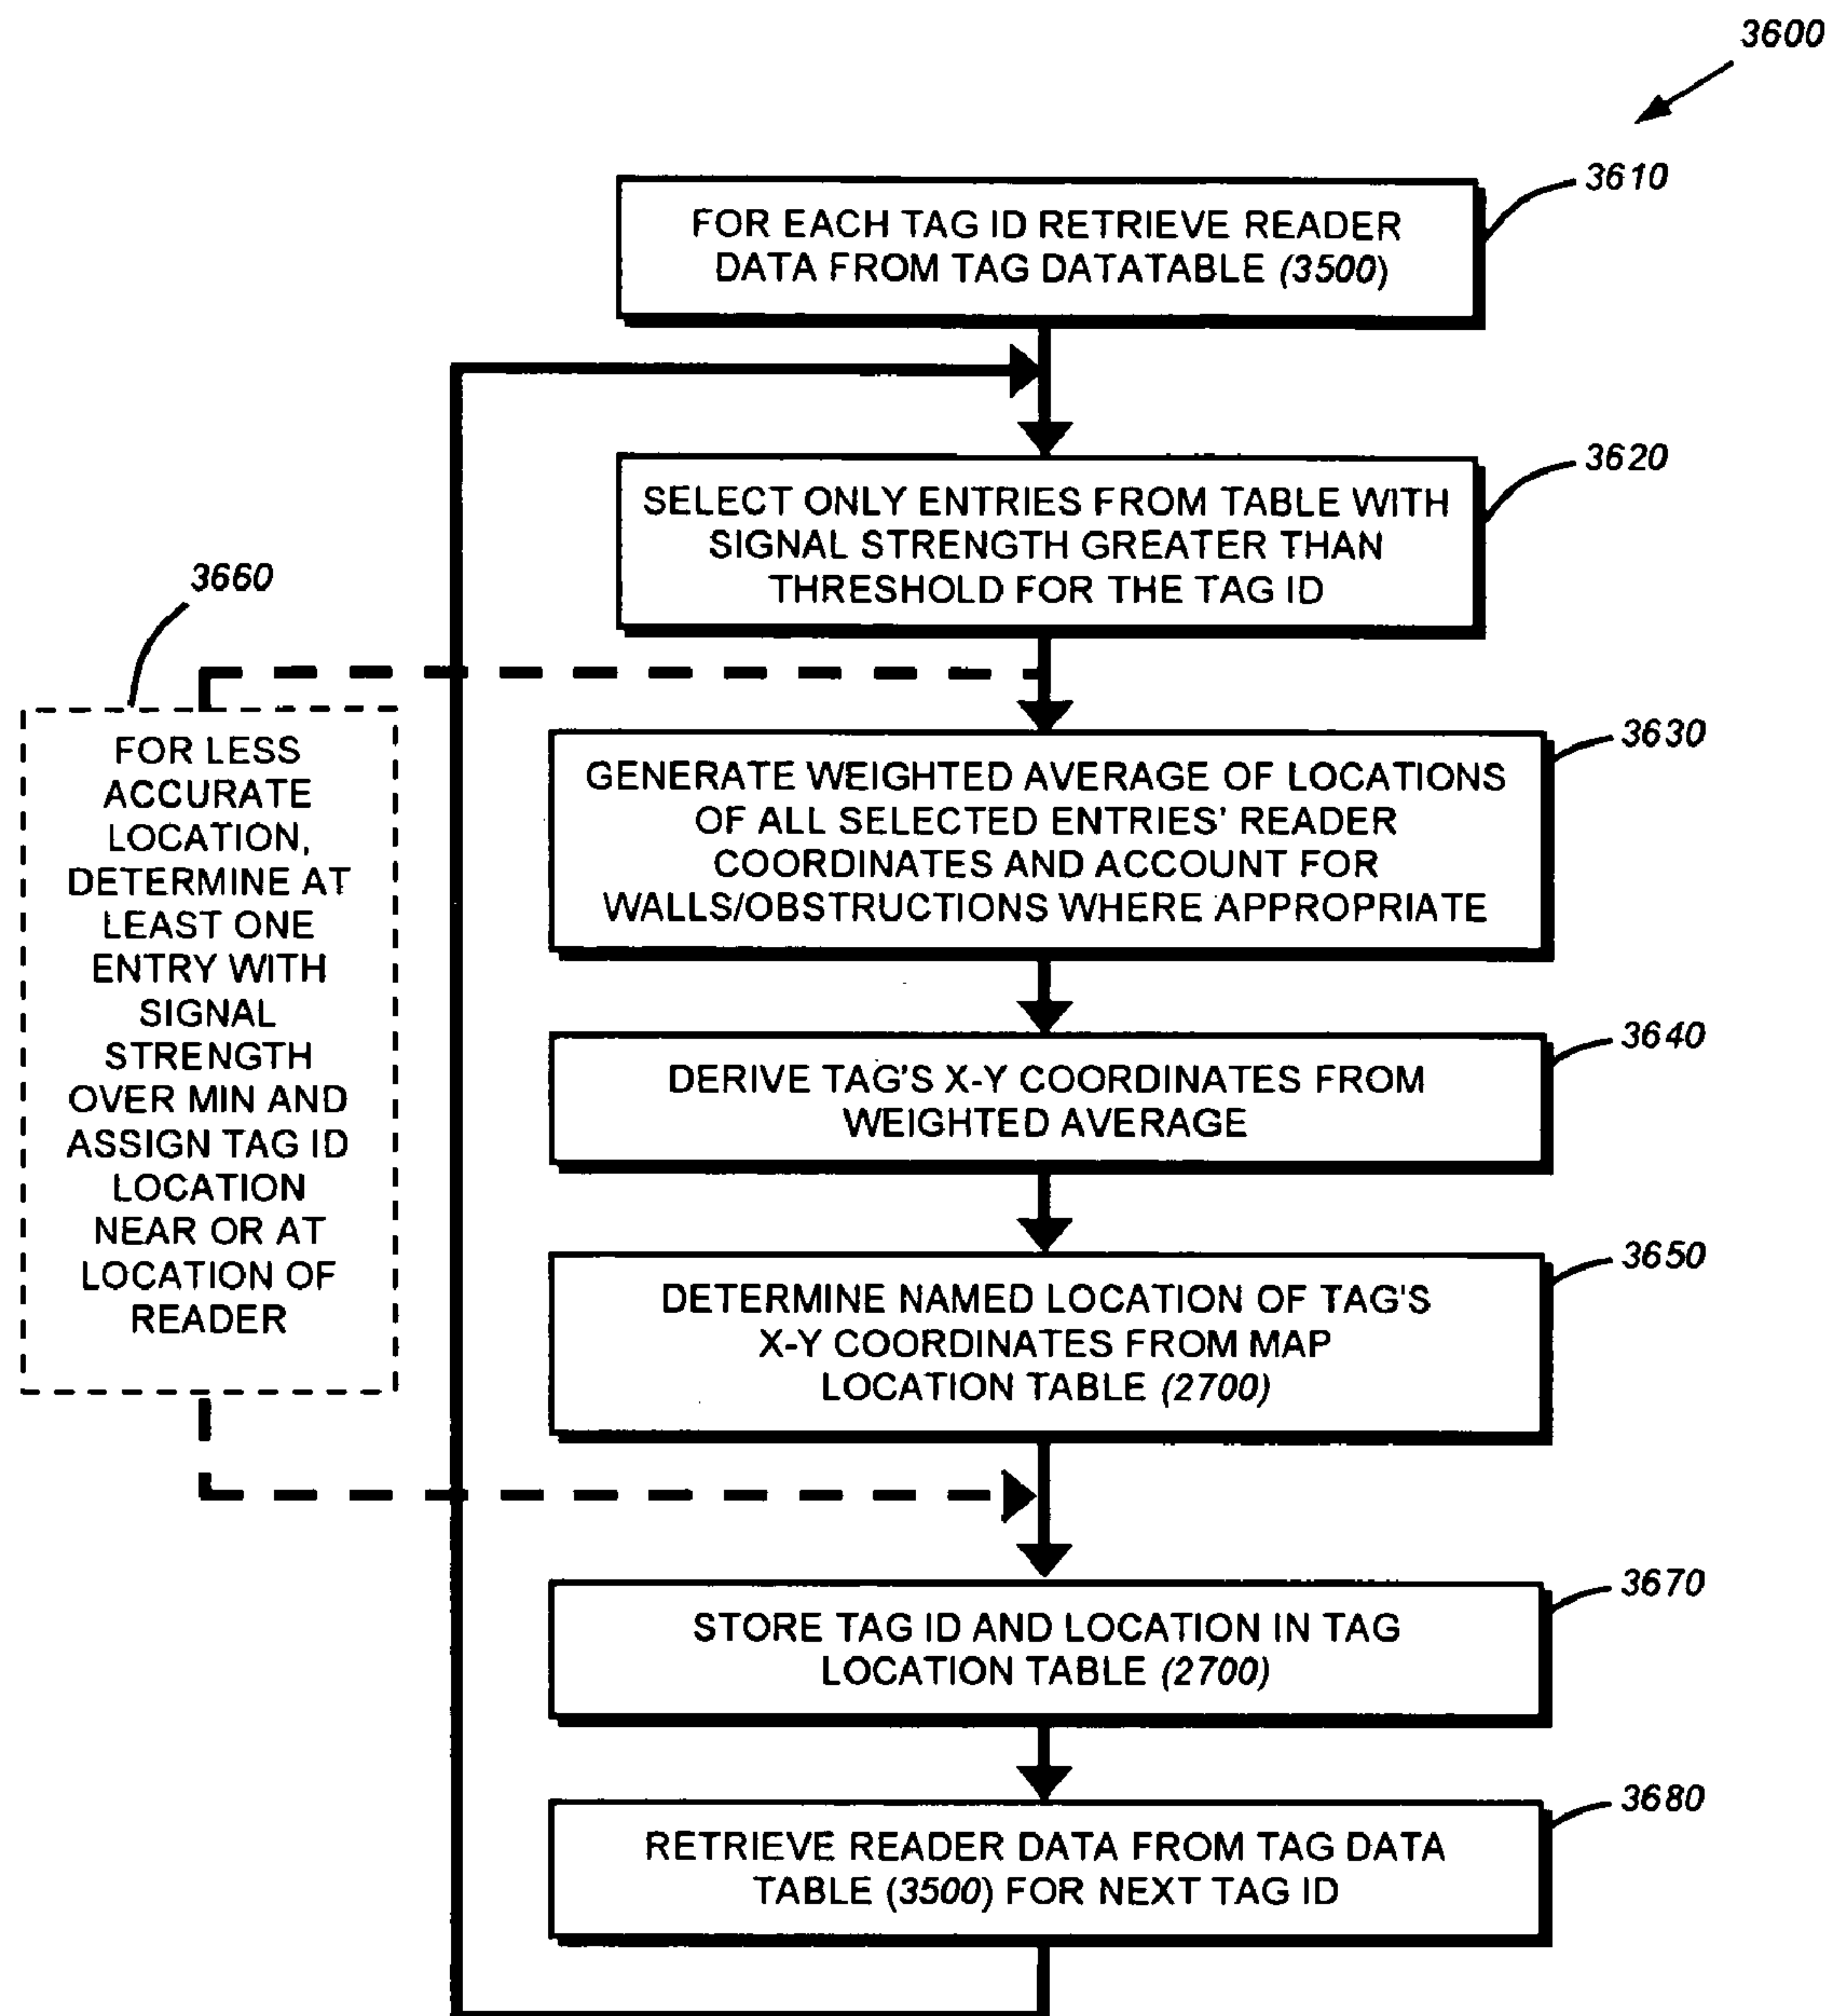 3600
3610
FOR EACH TAG ID RETRIEVE READER
DATA FROM TAG DATATABLE (3500)
3620
SELECT ONLY ENTRIES FROM TABLE WITH
SIGNAL STRENGTH GREATER THAN
THRESHOLD FOR THE TAG ID
3660
FOR LESS
ACCURATE
LOCATION,
DETERMINE AT
LEAST ONE
ENTRY WITH
SIGNAL
STRENGTH
OVER MIN AND
ASSIGN TAG ID
LOCATION
NEAR OR AT
LOCATION OF
READER
3630
GENERATE WEIGHTED AVERAGE OF LOCATIONS
OF ALL SELECTED ENTRIES' READER
COORDINATES AND ACCOUNT FOR
WALLS/OBSTRUCTIONS WHERE APPROPRIATE
3640
DERIVE TAG'S X-Y COORDINATES FROM
WEIGHTED AVERAGE
3650
DETERMINE NAMED LOCATION OF TAG'S
X-Y COORDINATES FROM MAP
LOCATION TABLE (2700)
3670
STORE TAG ID AND LOCATION IN TAG
LOCATION TABLE (2700)
3680
RETRIEVE READER DATA FROM TAG DATA
TABLE (3500) FOR NEXT TAG ID